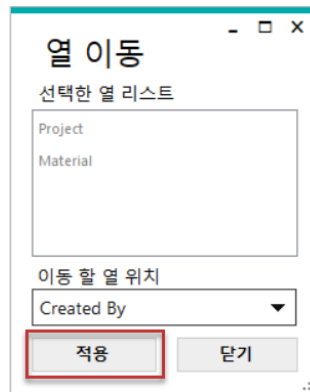 열 이동
선택한 열 리스트
Project
Material
이동 할 열 위치
Created By
적용 닫기